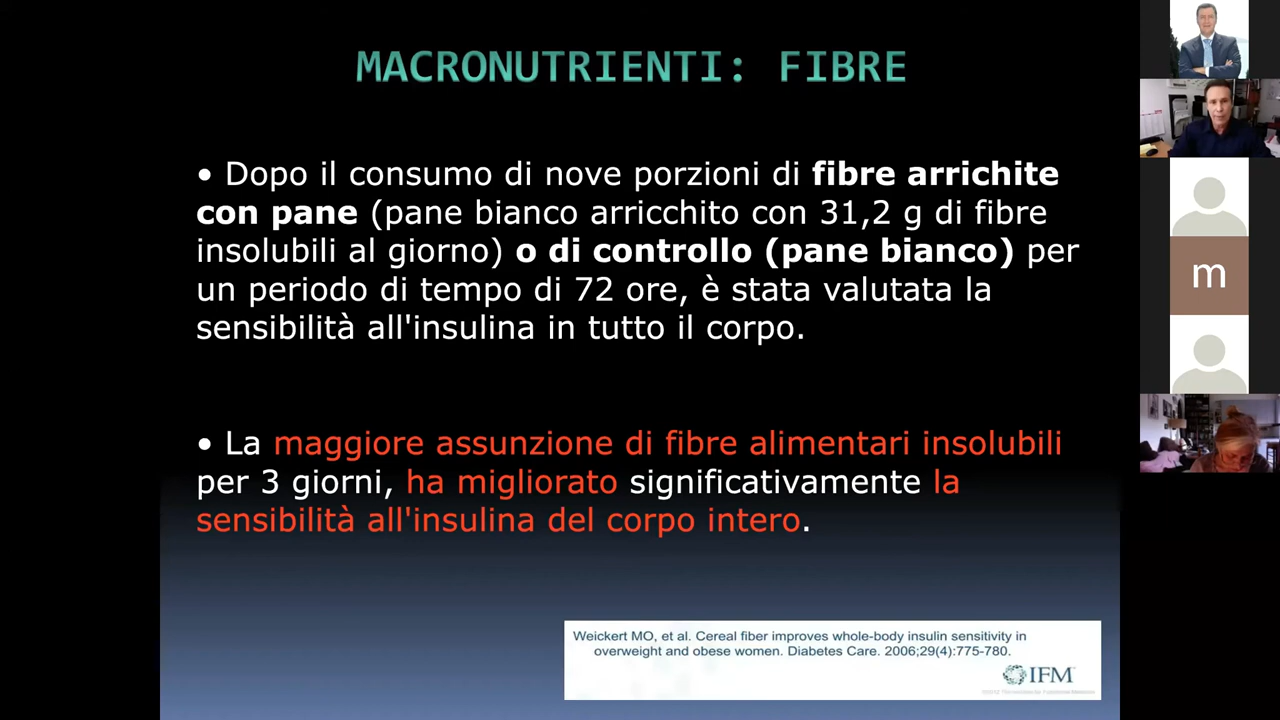 MACRONUTRIENTI: FIBRE
• Dopo il consumo di nove porzioni di fibre arrichite
con pane (pane bianco arricchito con 31,2 g di fibre
insolubili al giorno) o di controllo (pane bianco) per
un periodo di tempo di 72 ore, è stata valutata la
sensibilità all'insulina in tutto il corpo.
• La maggiore assunzione di fibre alimentari insolubili
per 3 giorni, ha migliorato significativamente la
sensibilità all'insulina del corpo intero.
Weickert MO, et al. Cereal fiber improves whole-body insulin sensitivity in
overweight and obese women. Diabetes Care. 2006;29(4):775-780.
IFM
m